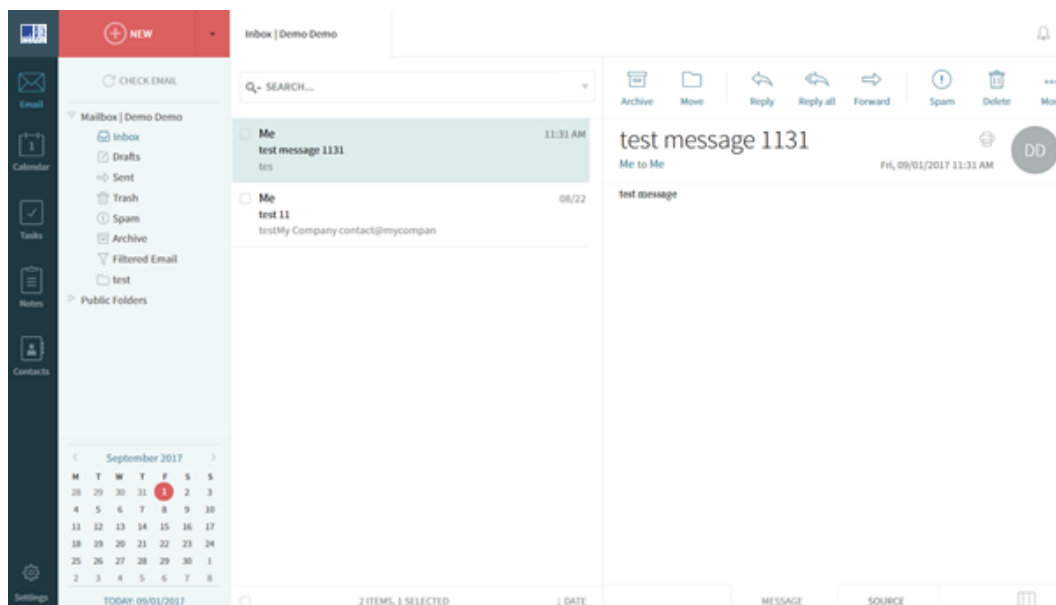 NEW
Inbox | Demo Demo
CHECK EMAIL
SEARCH...
Archive
Move
Reply
Reply all
Forward
Spam
Delete
Mor
Email
Calendar
1
Tasks
Notes
Contacts
Settings
Mailbox | Demo Demo
Inbox
Drafts
Sent
Trash
Spam
Archive
Filtered Email
test
Public Folders
September 2017
M T W T F S S
28 29 30 31 1 2 3
4 5 6 7 8 9 10
11 12 13 14 15 16 17
18 19 20 21 22 23 24
25 26 27 28 29 30 1
2 3 4 5 6 7 8
TODAY: 09/01/2017
Me 11:31 AM
test message 1131
tes
Me 08/22
test 11
testMy Company contact@mycompan
2 ITEMS, 1 SELECTED
↓ DATE
test message 1131
Me to Me
Fri, 09/01/2017 11:31 AM
DD
test message
MESSAGE
SOURCE